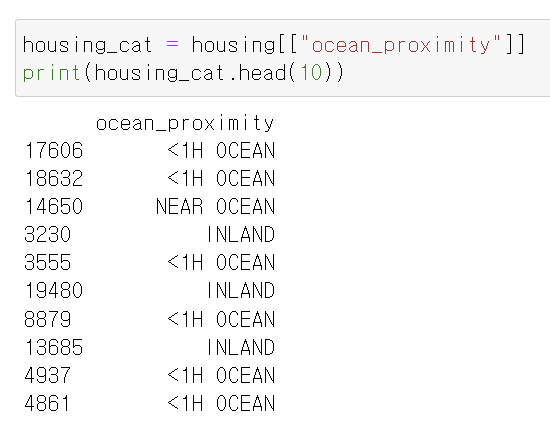 housing_cat = housing[["ocean_proximity"]]
print(housing_cat.head(10))
ocean_proximity
17606 <1H OCEAN
18632 <1H OCEAN
14650 NEAR OCEAN
3230 INLAND
3555 <1H OCEAN
19480 INLAND
8879 <1H OCEAN
13685 INLAND
4937 <1H OCEAN
4861 <1H OCEAN